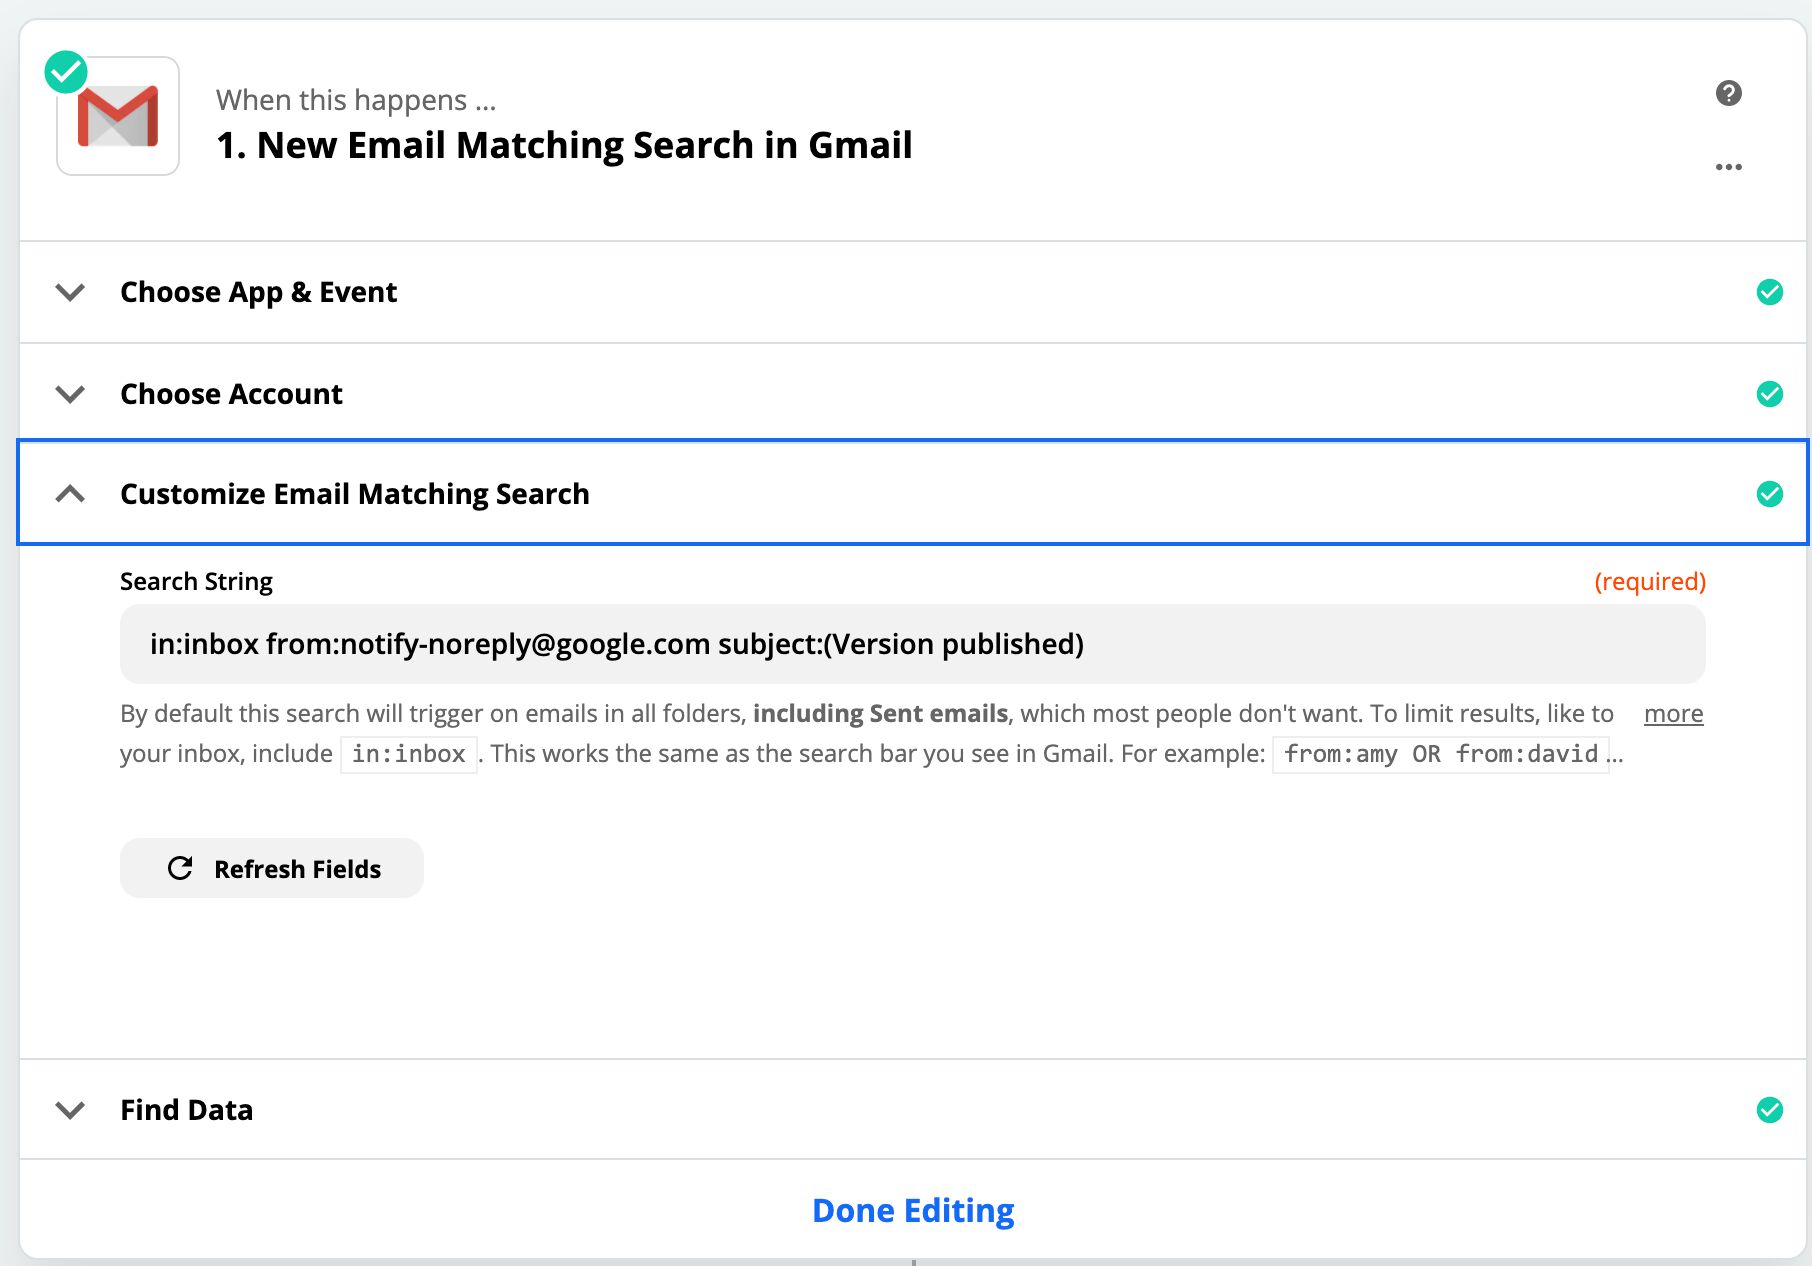 When this happens ...
1. New Email Matching Search in Gmail
Choose App & Event
Choose Account
Customize Email Matching Search
Search String
(required)
in:inbox from:notify-noreply@google.com subject:(Version published)
By default this search will trigger on emails in all folders, including Sent emails, which most people don't want. To limit results, like to more
your inbox, include in:inbox. This works the same as the search bar you see in Gmail. For example: from:amy OR from:david...
Refresh Fields
Find Data
Done Editing